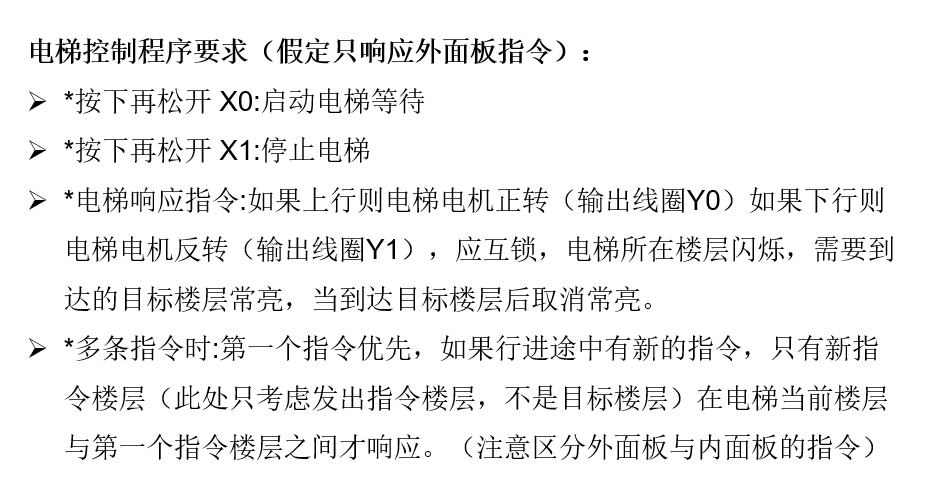 电梯控制程序要求（假定只响应外面板指令）：
➢ *按下再松开 X0:启动电梯等待
➢ *按下再松开 X1:停止电梯
➢ *电梯响应指令:如果上行则电梯电机正转（输出线圈Y0）如果下行则
电梯电机反转（输出线圈Y1），应互锁，电梯所在楼层闪烁，需要到
达的目标楼层常亮，当到达目标楼层后取消常亮。
➢ *多条指令时:第一个指令优先，如果行进途中有新的指令，只有新指
令楼层（此处只考虑发出指令楼层，不是目标楼层）在电梯当前楼层
与第一个指令楼层之间才响应。（注意区分外面板与内面板的指令）